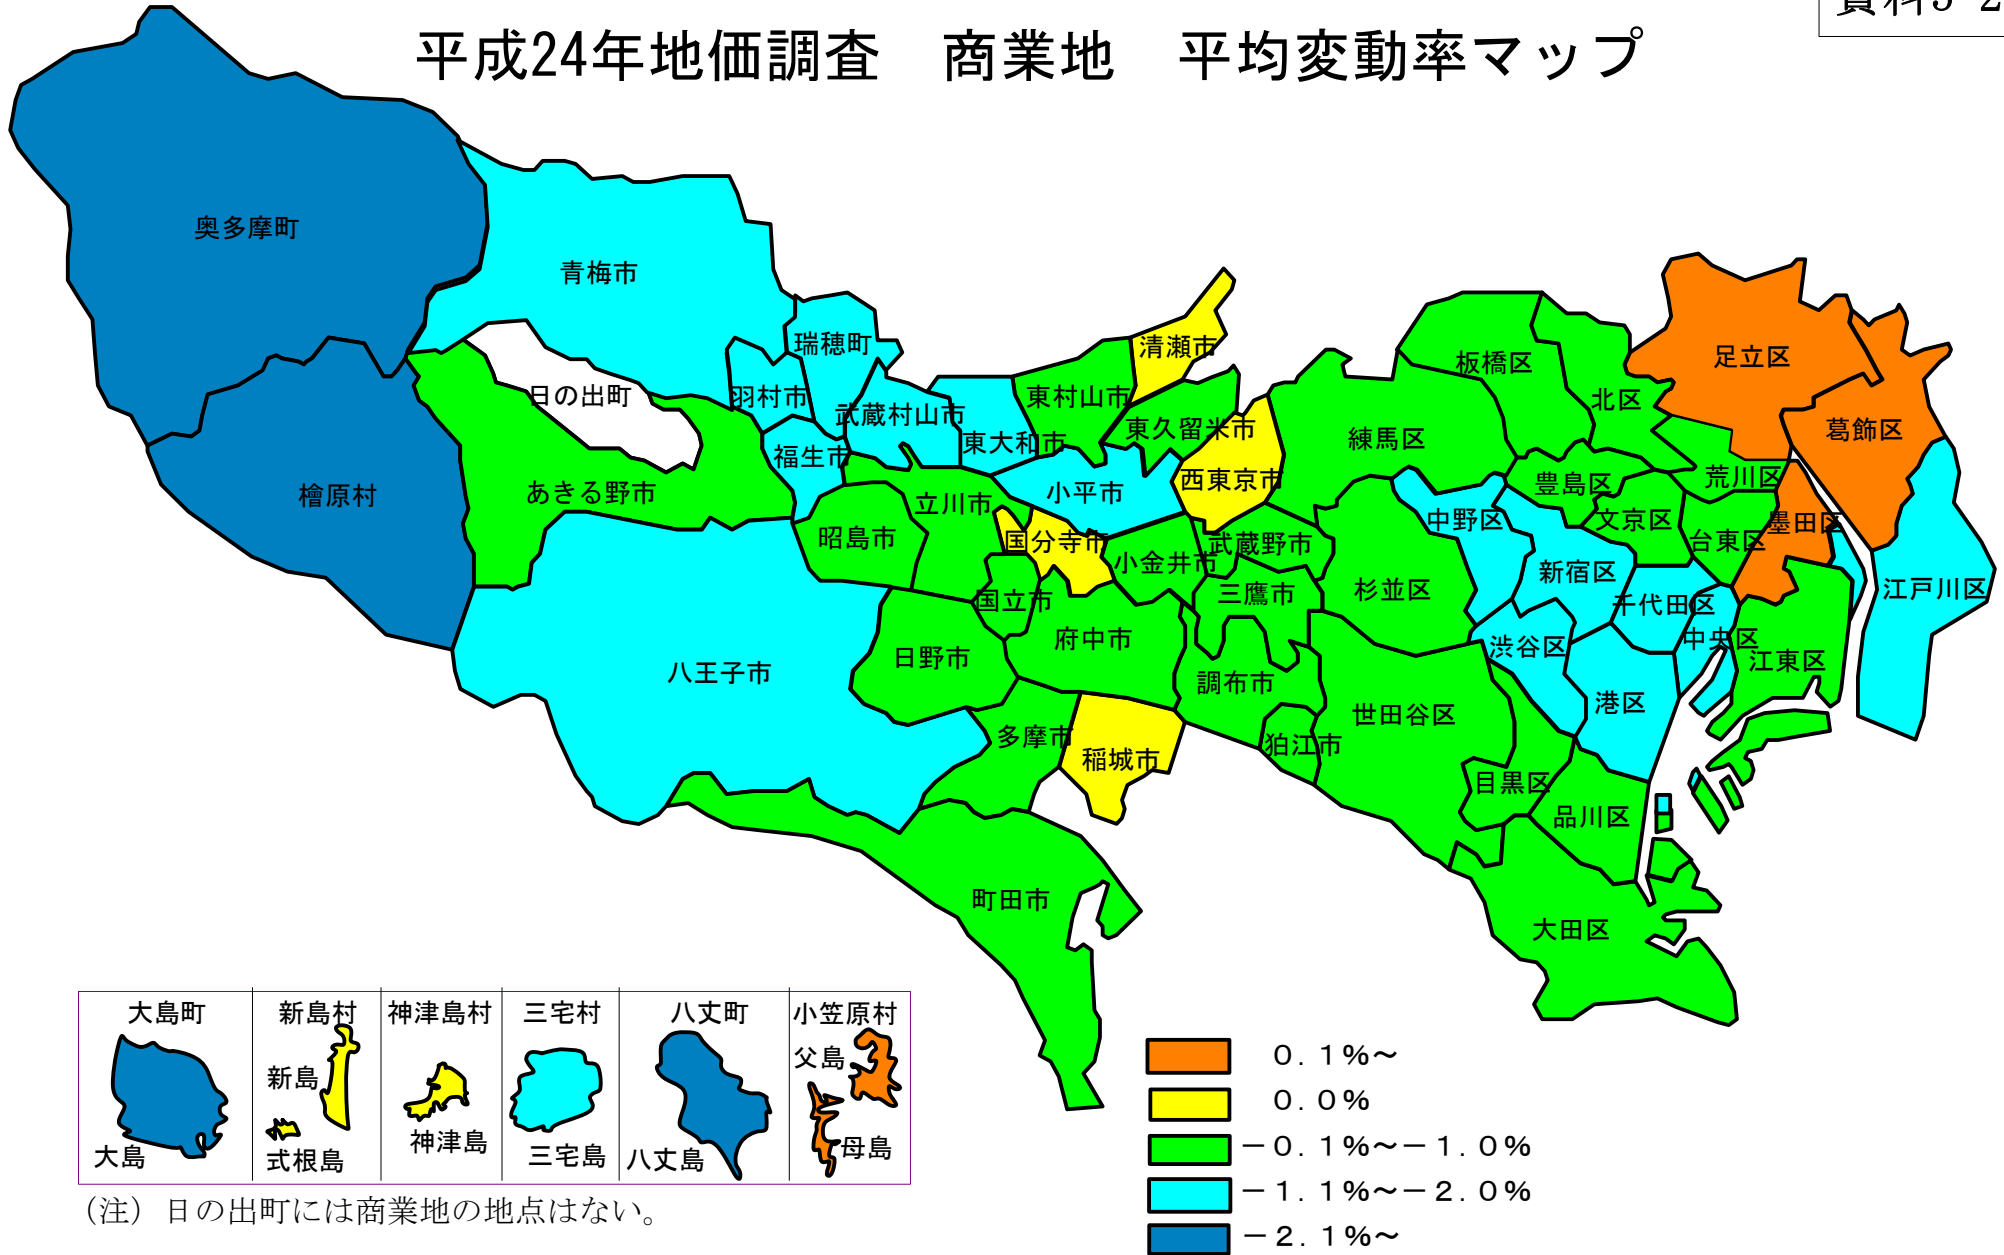 資料5-2
平成24年地価調査　商業地　平均変動率マップ
奥多摩町
青梅市
瑞穂町
清瀬市
日の出町
羽村市
武蔵村山市
東村山市
東大和市
東久留米市
福生市
檜原村
あきる野市
立川市
小平市
西東京市
昭島市
国分寺市
小金井市
武蔵野市
国立市
三鷹市
府中市
日野市
八王子市
調布市
多摩市
稲城市
狛江市
町田市
板橋区
北区
足立区
葛飾区
練馬区
豊島区
荒川区
中野区
文京区
台東区
墨田区
杉並区
新宿区
千代田区
江戸川区
渋谷区
中央区
江東区
世田谷区
港区
目黒区
品川区
大田区
大島町
新島村
神津島村
三宅村
八丈町
小笠原村
父島
新島
大島
式根島
神津島
三宅島
八丈島
母島
（注）日の出町には商業地の地点はない。
０．１％～
０．０％
－０．１％～－１．０％
－１．１％～－２．０％
－２．１％～